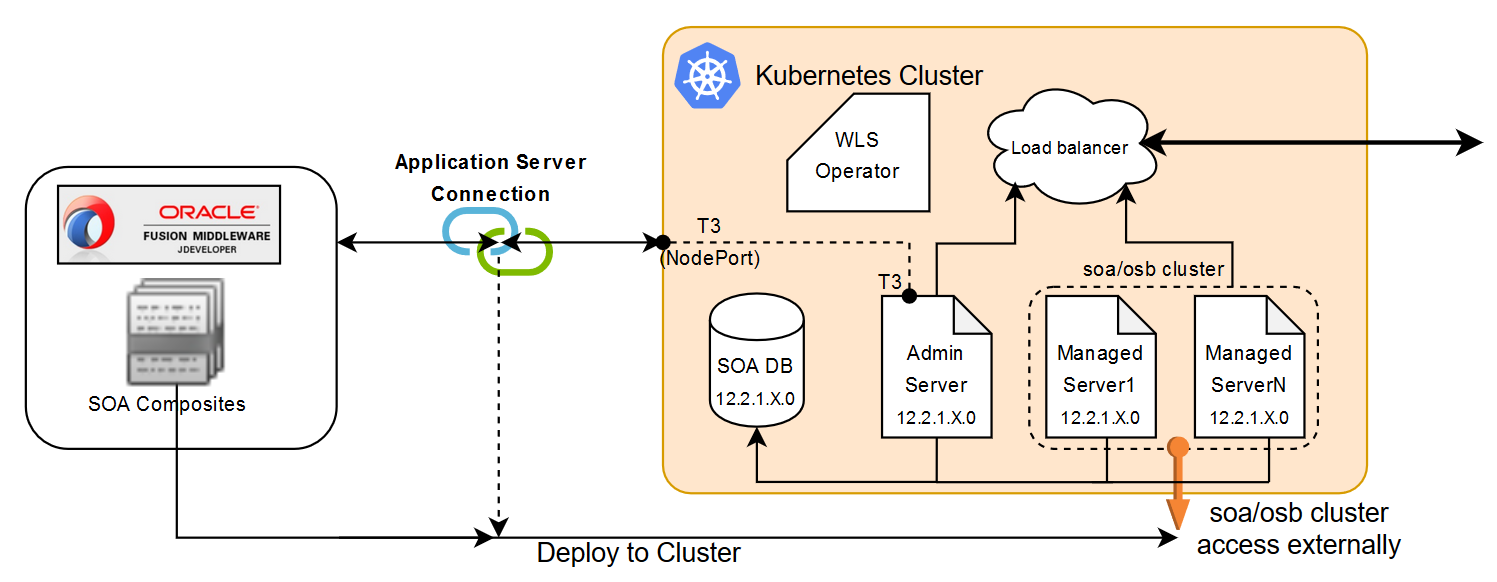 Kubernetes Cluster
WLS
Operator
Load balancer
Application Server
Connection
ORACLE®
FUSION MIDDLEWARE
JDEVELOPER
SOA Composites
T3
(NodePort)
T3
soa/osb cluster
SOA DB
12.2.1.X.0
Admin
Server
12.2.1.X.0
Managed
Server1
12.2.1.X.0
Managed
ServerN
12.2.1.X.0
soa/osb cluster
access externally
Deploy to Cluster